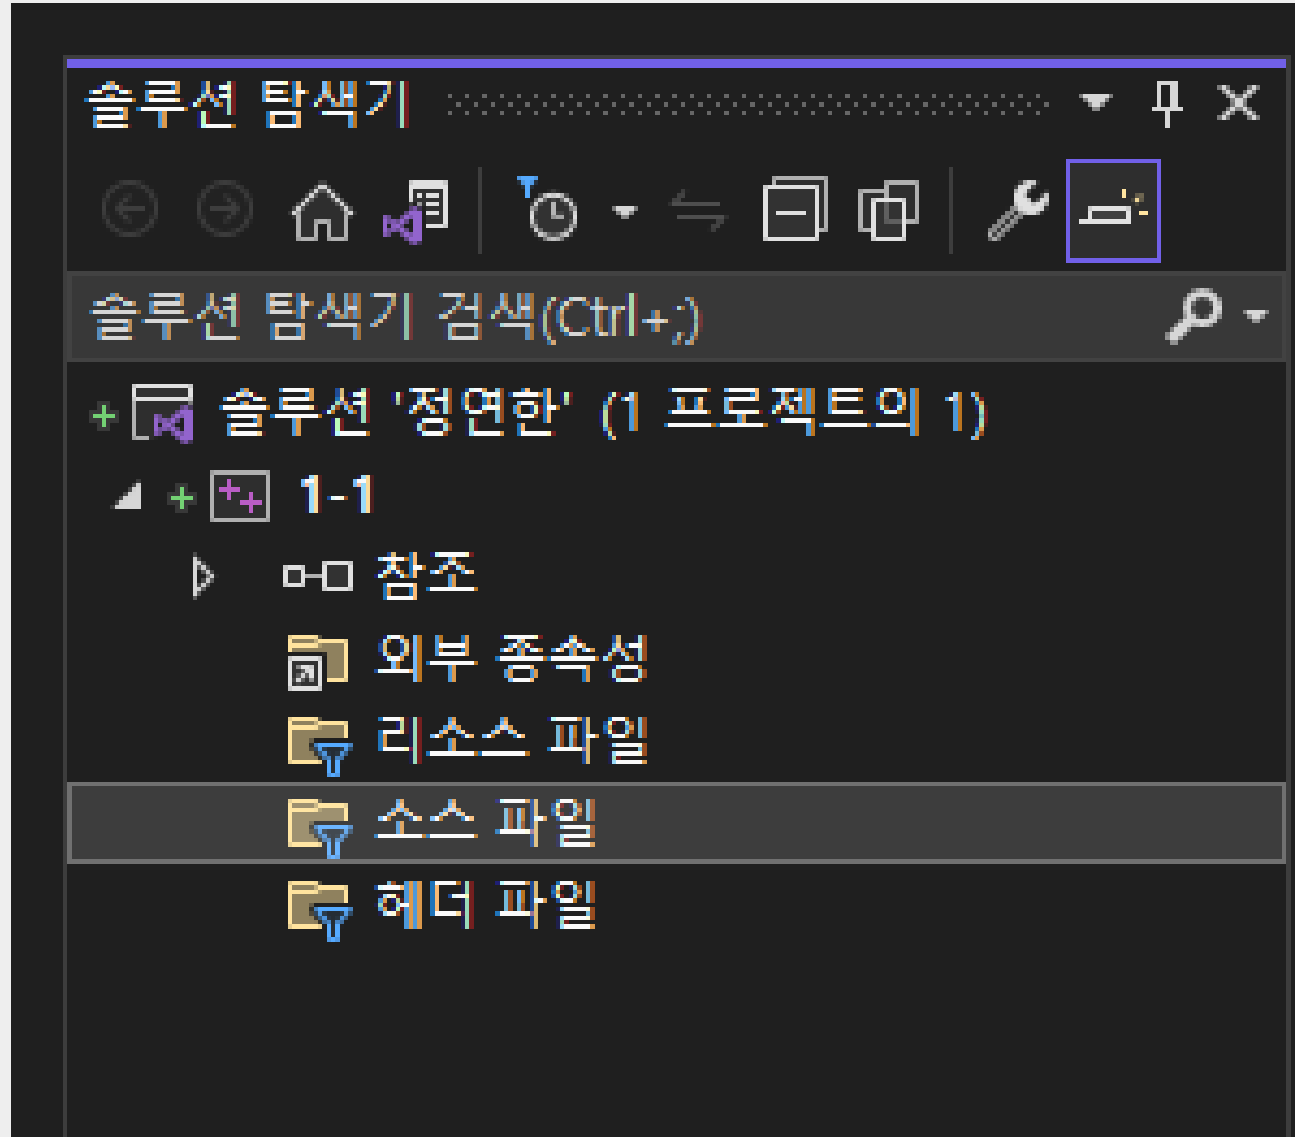 솔루션 탐색기
솔루션 탐색기 검색(Ctrl+;)
솔루션 '정연한' (1 프로젝트의 1)
1-1
참조
외부 종속성
리소스 파일
소스 파일
헤더 파일